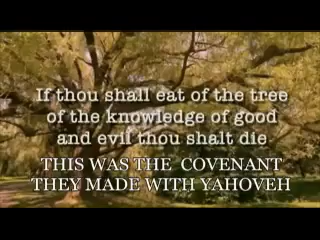 If thou shall eat of the tree
of the knowledge of good
and evil thou shalt die
THIS WAS THE COVENANT
THEY MADE WITH YAHOVEH